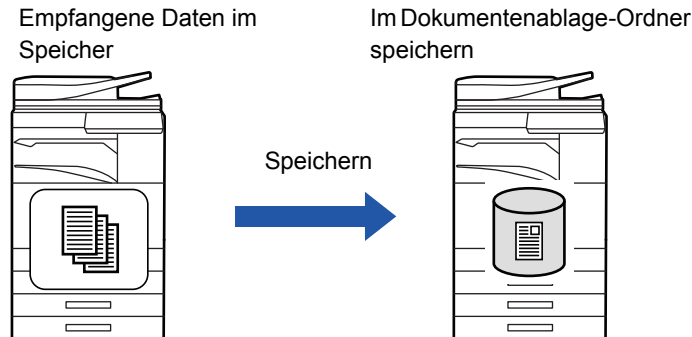 Empfangene Daten im
Speicher
Im Dokumentenablage-Ordner
speichern
Speichern